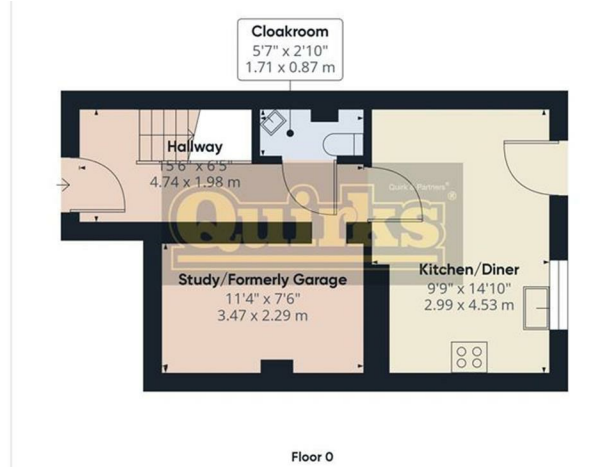 Cloakroom
5'7" x 2'10"
1.71 x 0.87 m
Hallway
15'6" x 6'5"
4.74 x 1.98 m
Quirk & Partners®
Quirks®
Kitchen/Diner
9'9" x 14'10"
2.99 x 4.53 m
Study/Formerly Garage
11'4" x 7'6"
3.47 x 2.29 m
Floor 0